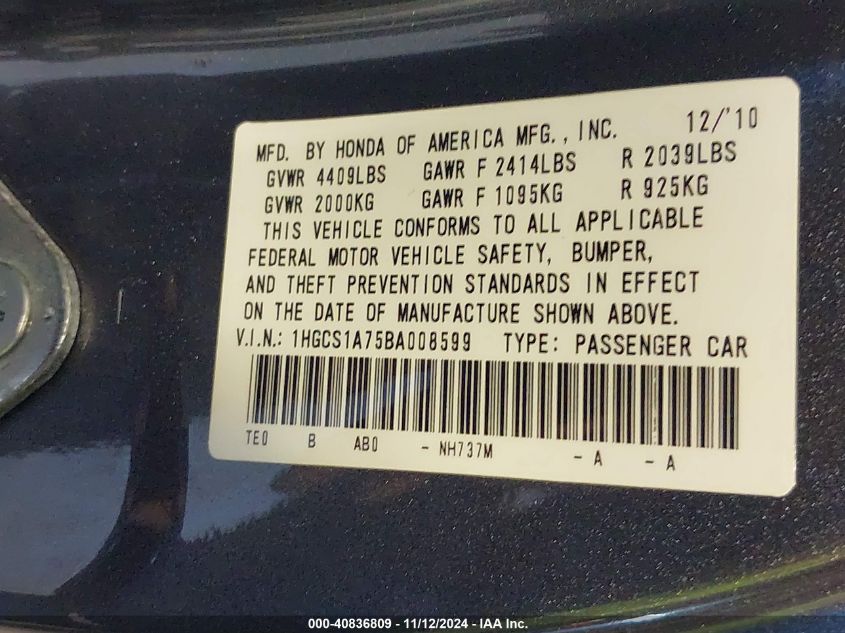 MFD. BY HONDA OF AMERICA MFG., INC. 12/'10
GVWR 4409LBS GAWR F 2414LBS R 2039LBS
GVWR 2000KG GAWR F 1095KG R 925KG
THIS VEHICLE CONFORMS TO ALL APPLICABLE
FEDERAL MOTOR VEHICLE SAFETY, BUMPER,
AND THEFT PREVENTION STANDARDS IN EFFECT
ON THE DATE OF MANUFACTURE SHOWN ABOVE.
V.I.N.: 1HGCS1A75BA008599 TYPE: PASSENGER CAR
TE0 B AB0 - NH737M - A - A
000-40836809 - 11/12/2024 - IAA Inc.